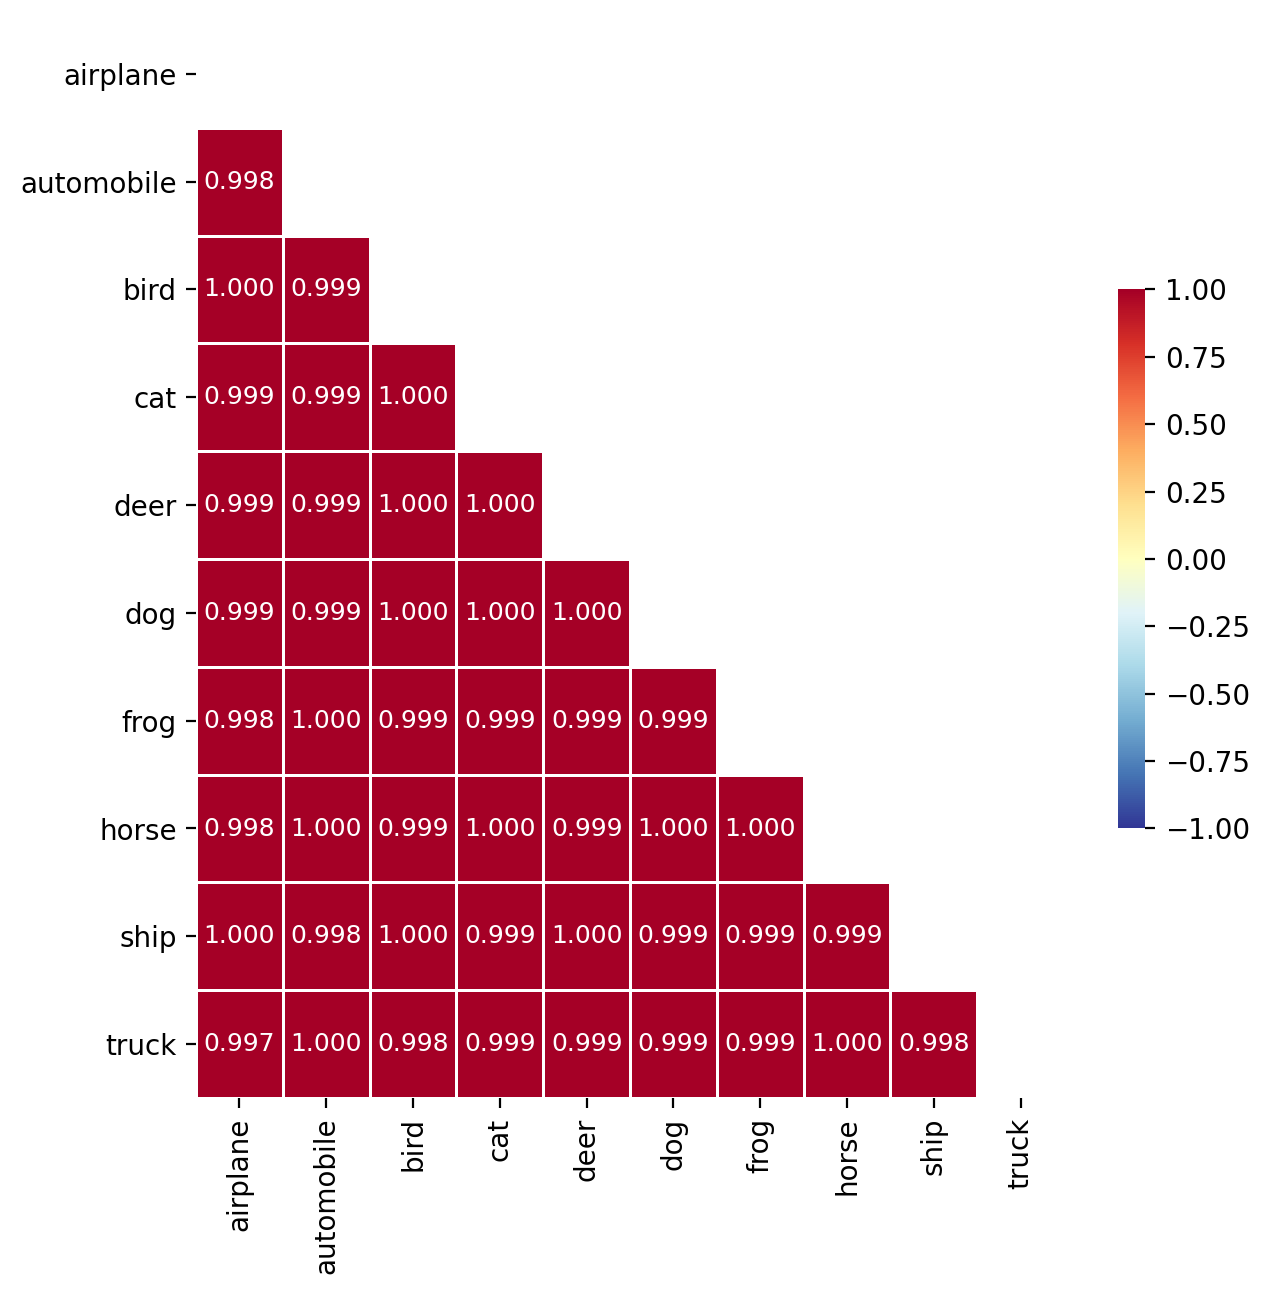 airplane
automobile 0.998
bird 1.000 0.999
cat 0.999 0.999 1.000
deer 0.999 0.999 1.000 1.000
dog 0.999 0.999 1.000 1.000 1.000
frog 0.998 1.000 0.999 0.999 0.999 0.999
horse 0.998 1.000 0.999 1.000 0.999 1.000 1.000
ship 1.000 0.998 1.000 0.999 1.000 0.999 0.999 0.999
truck 0.997 1.000 0.998 0.999 0.999 0.999 0.999 1.000 0.998
airplane automobile bird cat deer dog frog horse ship truck
1.00
0.75
0.50
0.25
0.00
−0.25
−0.50
−0.75
−1.00